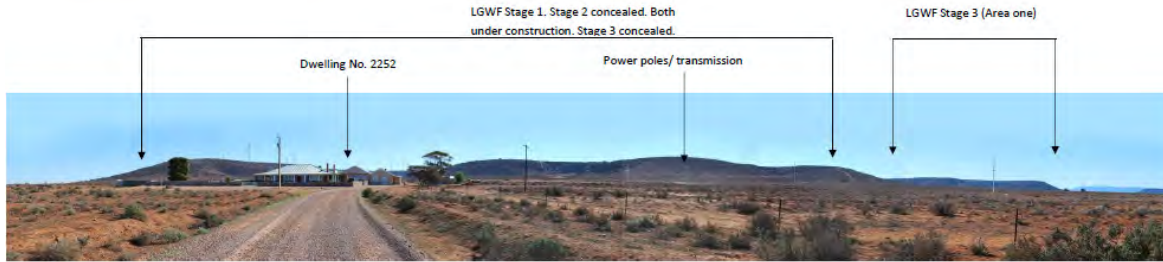 LGWF Stage 1. Stage 2 concealed. Both
under construction. Stage 3 concealed.
LGWF Stage 3 (Area one)
Dwelling No. 2252
Power poles/ transmission